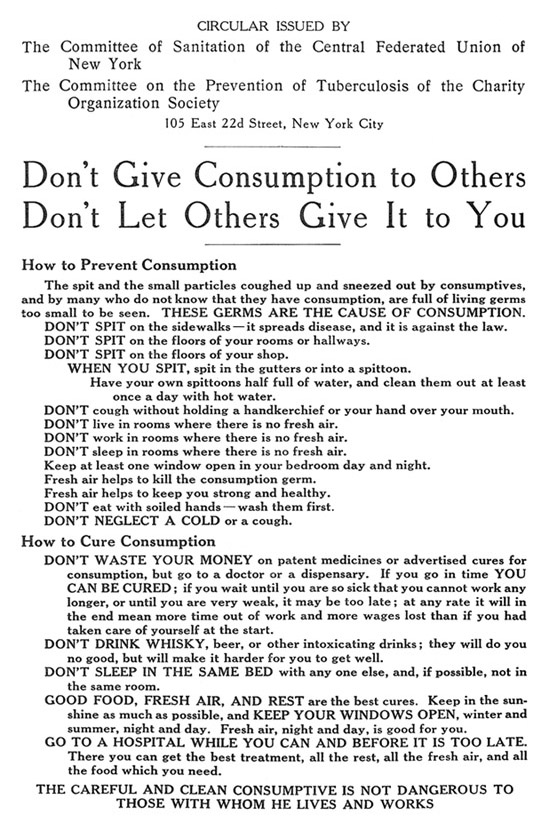 CIRCULAR ISSUED BY
The Committee of Sanitation of the Central Federated Union of
New York
The Committee on the Prevention of Tuberculosis of the Charity
Organization Society
105 East 22d Street, New York City
Don't Give Consumption to Others
Don't Let Others Give It to You
How to Prevent Consumption
The spit and the small particles coughed up and sneezed out by consumptives,
and by many who do not know that they have consumption, are full of living germs
too small to be seen. THESE GERMS ARE THE CAUSE OF CONSUMPTION.
DON'T SPIT on the sidewalks—it spreads disease, and it is against the law.
DON'T SPIT on the floors of your rooms or hallways.
DON'T SPIT on the floors of your shop.
WHEN YOU SPIT, spit in the gutters or into a spittoon.
Have your own spittoons half full of water, and clean them out at least
once a day with hot water.
DON'T cough without holding a handkerchief or your hand over your mouth.
DON'T live in rooms where there is no fresh air.
DON'T work in rooms where there is no fresh air.
DON'T sleep in rooms where there is no fresh air.
Keep at least one window open in your bedroom day and night.
Fresh air helps to kill the consumption germ.
Fresh air helps to keep you strong and healthy.
DON'T eat with soiled hands—wash them first.
DON'T NEGLECT A COLD or a cough.
How to Cure Consumption
DON'T WASTE YOUR MONEY on patent medicines or advertised cures for
consumption, but go to a doctor or a dispensary. If you go in time YOU
CAN BE CURED; if you wait until you are so sick that you cannot work any
longer, or until you are very weak, it may be too late; at any rate it will in
the end mean more time out of work and more wages lost than if you had
taken care of yourself at the start.
DON'T DRINK WHISKY, beer, or other intoxicating drinks; they will do you
no good, but will make it harder for you to get well.
DON'T SLEEP IN THE SAME BED with any one else, and, if possible, not in
the same room.
GOOD FOOD, FRESH AIR, AND REST are the best cures. Keep in the sun-
shine as much as possible, and KEEP YOUR WINDOWS OPEN, winter and
summer, night and day. Fresh air, night and day, is good for you.
GO TO A HOSPITAL WHILE YOU CAN AND BEFORE IT IS TOO LATE.
There you can get the best treatment, all the rest, all the fresh air, and all
the food which you need.
THE CAREFUL AND CLEAN CONSUMPTIVE IS NOT DANGEROUS TO
THOSE WITH WHOM HE LIVES AND WORKS